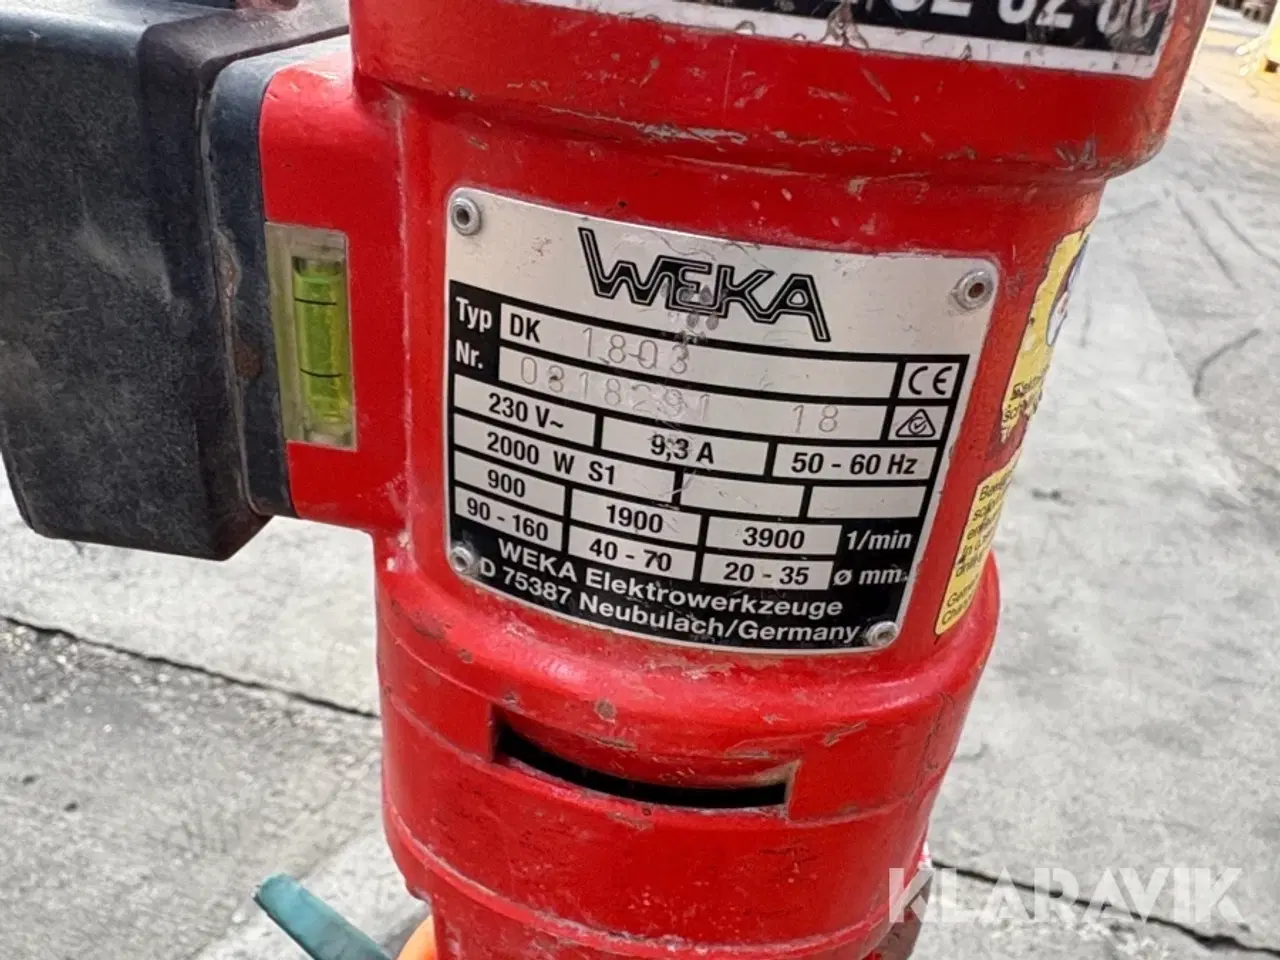 WEKA
Typ DK 1803 CE
Nr. 0318291 18
230 V~ 9,3 A 50 - 60 Hz
2000 W S1
900 1900 3900 1/min
90 - 160 40 - 70 20 - 35 ø mm
WEKA Elektrowerkzeuge
D 75387 Neubulach/Germany
KLARAVIK